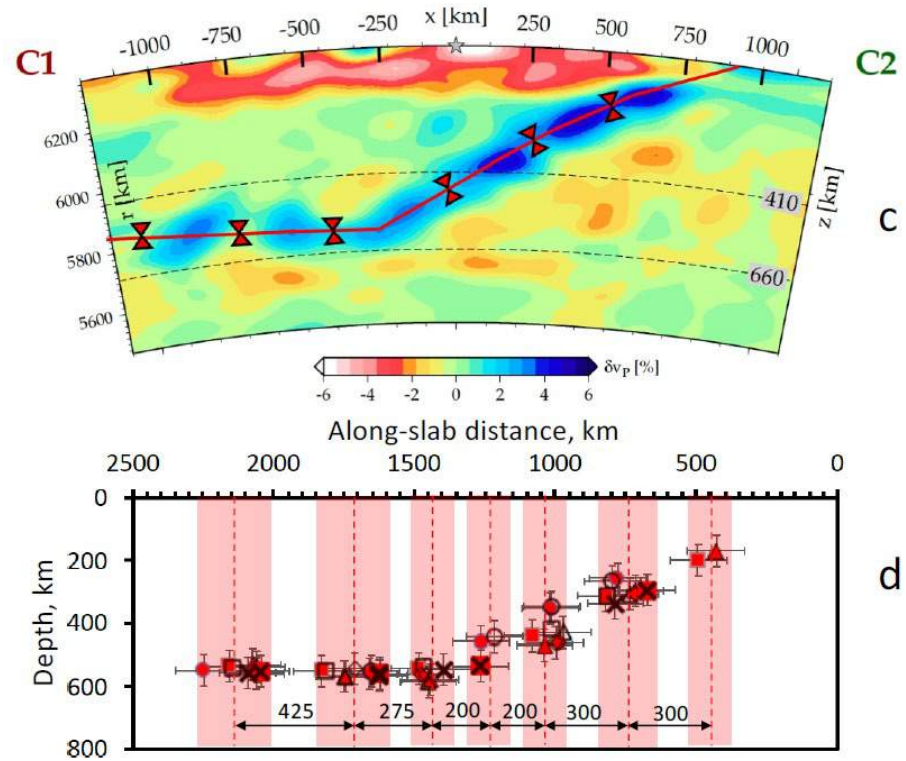 x [km]
-1000 -750 -500 -250 250 500 750 1000
C1 C2
6200
6000
5800
5600
r [km]
z [km]
410
660
c
-6 -4 -2 0 2 4 6 δvP [%]
Along-slab distance, km
2500 2000 1500 1000 500 0
0
200
400
600
800
Depth, km
d
425 275 200 200 300 300